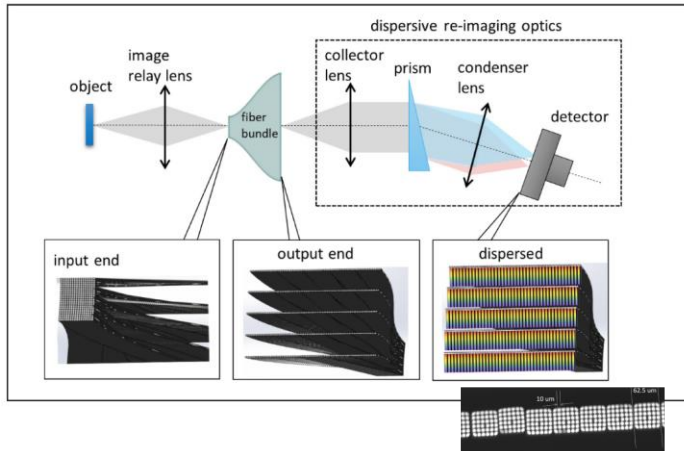 dispersive re-imaging optics
image
relay lens
object
collector
lens
prism
condenser
lens
detector
fiber
bundle
input end
output end
dispersed
62.5 um
10 um